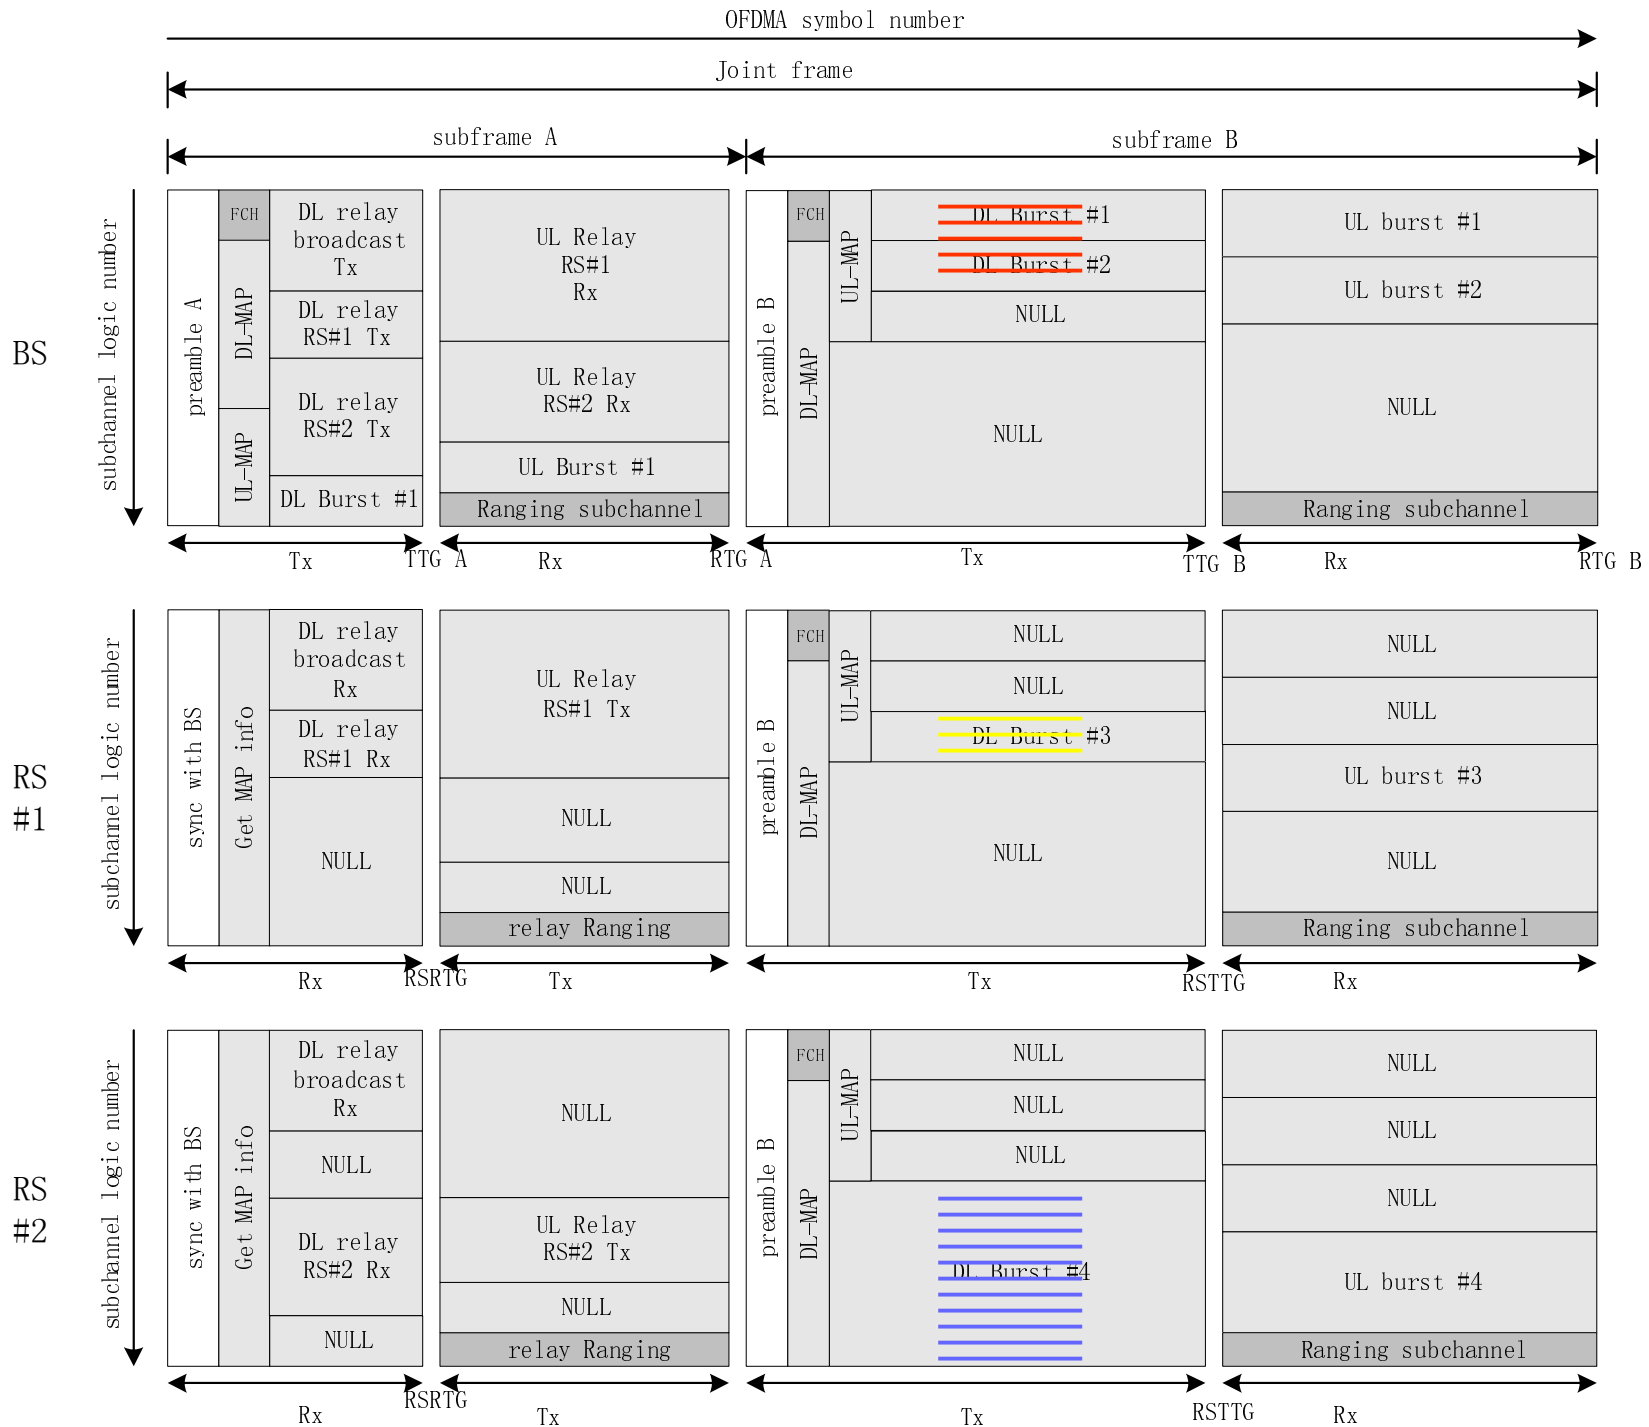 OFDMA symbol number
Joint frame
subframe A
subframe B
BS
subchannel logic number
preamble A
FCH
DL-MAP
UL-MAP
DL relay
broadcast
Tx
DL relay
RS#1 Tx
DL relay
RS#2 Tx
DL Burst #1
UL Relay
RS#1
Rx
UL Relay
RS#2 Rx
UL Burst #1
Ranging subchannel
preamble B
FCH
DL-MAP
UL-MAP
DL Burst #1
DL Burst #2
NULL
NULL
UL burst #1
UL burst #2
NULL
Ranging subchannel
Tx
TTG A
Rx
RTG A
Tx
TTG B
Rx
RTG B
RS
#1
subchannel logic number
sync with BS
Get MAP info
DL relay
broadcast
Rx
DL relay
RS#1 Rx
NULL
UL Relay
RS#1 Tx
NULL
NULL
relay Ranging
preamble B
FCH
DL-MAP
UL-MAP
NULL
NULL
DL Burst #3
NULL
NULL
NULL
UL burst #3
NULL
Ranging subchannel
Rx
RSRTG
Tx
Tx
RSTTG
Rx
RS
#2
subchannel logic number
sync with BS
Get MAP info
DL relay
broadcast
Rx
NULL
DL relay
RS#2 Rx
NULL
NULL
UL Relay
RS#2 Tx
NULL
relay Ranging
preamble B
FCH
DL-MAP
UL-MAP
NULL
NULL
NULL
DL Burst #4
NULL
NULL
NULL
UL burst #4
Ranging subchannel
Rx
RSRTG
Tx
Tx
RSTTG
Rx